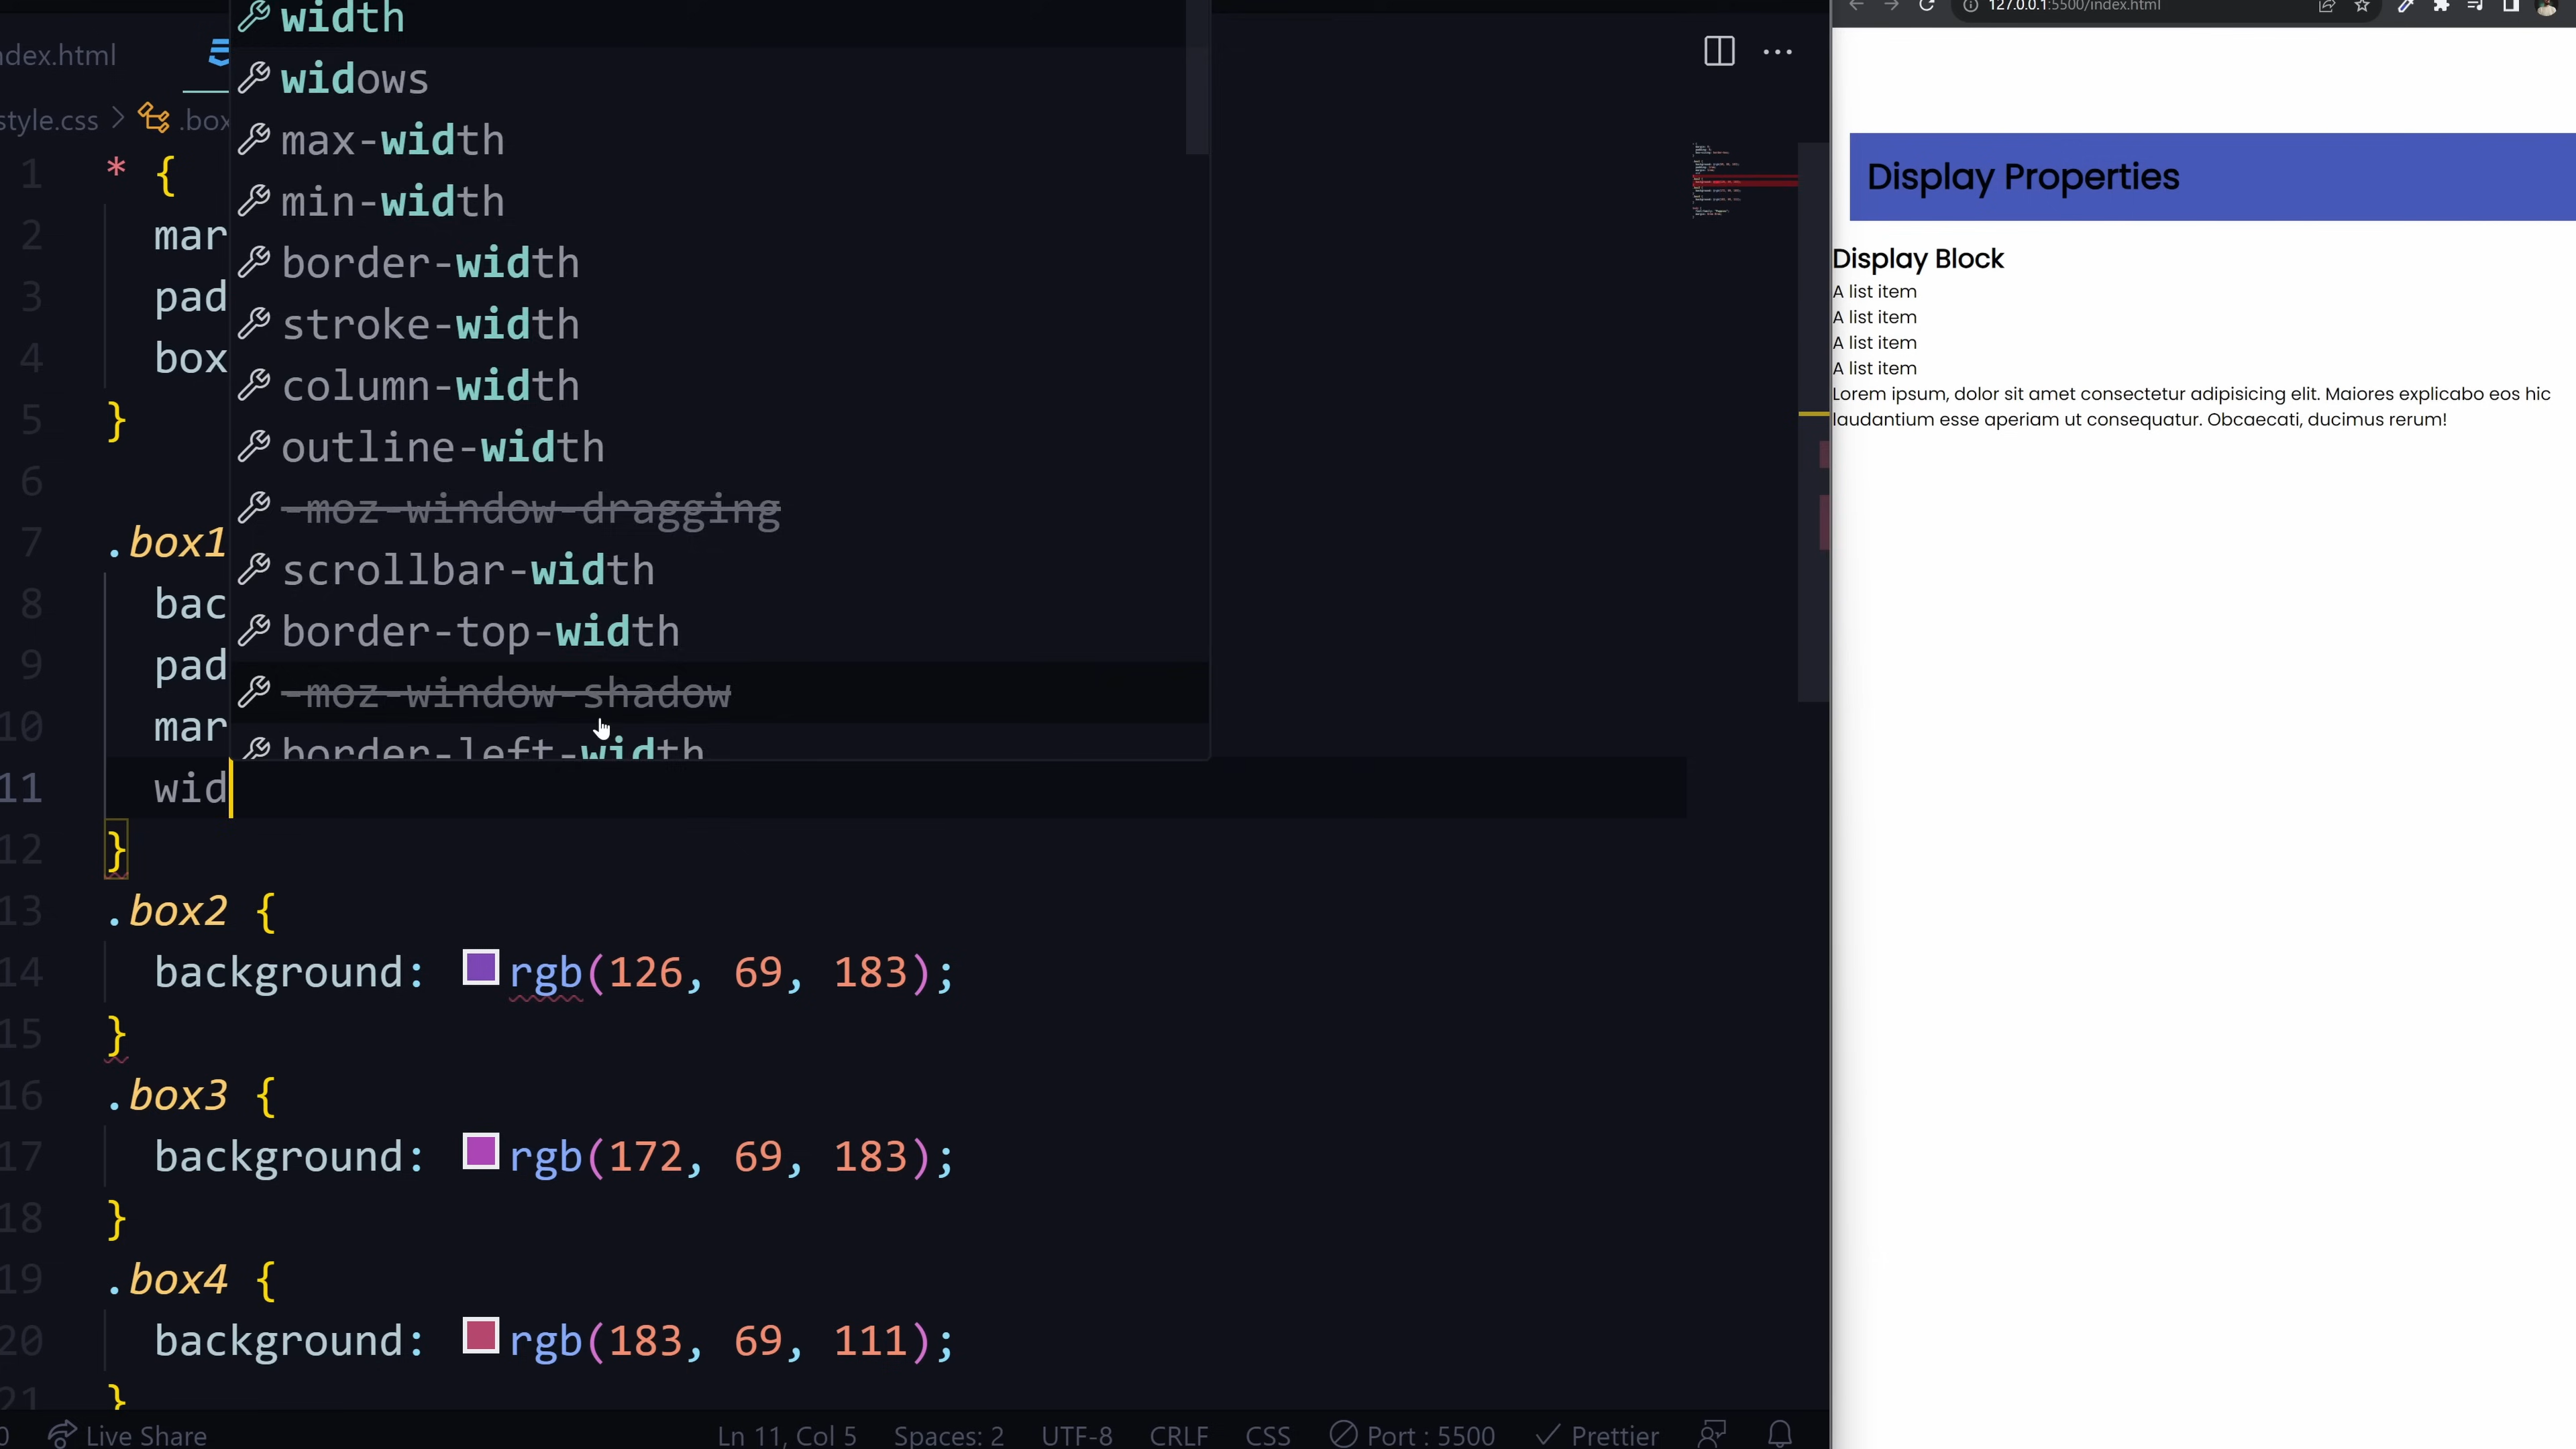 ndex.html
style.css > .box
width
widows
max-width
min-width
border-width
stroke-width
column-width
outline-width
-moz-window-dragging
scrollbar-width
border-top-width
-moz-window-shadow
border-left-width
1 * {
2 mar
3 pad
4 box
5 }
6
7 .box1
8 bac
9 pad
10 mar
11 wid
12 }
13 .box2 {
14 background: rgb(126, 69, 183);
15 }
16 .box3 {
17 background: rgb(172, 69, 183);
18 }
19 .box4 {
20 background: rgb(183, 69, 111);
21 }
0 Live Share Ln 11, Col 5 Spaces: 2 UTF-8 CRLF CSS Port : 5500 Prettier
127.0.0.1:5500/index.html
Display Properties
Display Block
A list item
A list item
A list item
A list item
Lorem ipsum, dolor sit amet consectetur adipisicing elit. Maiores explicabo eos hic
laudantium esse aperiam ut consequatur. Obcaecati, ducimus rerum!